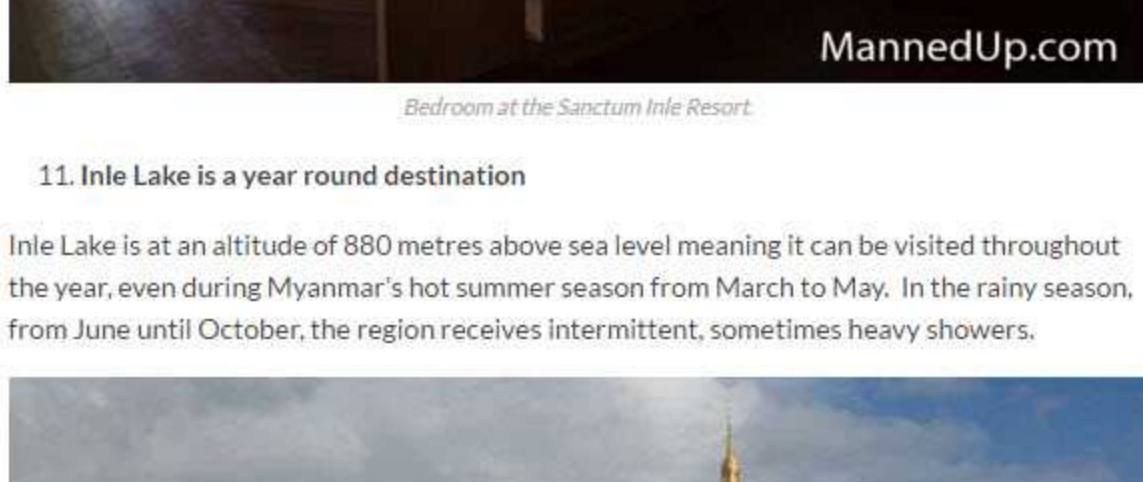 MannedUp.com
Bedroom at the Sanctum Inle Resort.
11. Inle Lake is a year round destination
Inle Lake is at an altitude of 880 metres above sea level meaning it can be visited throughout
the year, even during Myanmar's hot summer season from March to May.  In the rainy season,
from June until October, the region receives intermittent, sometimes heavy showers.